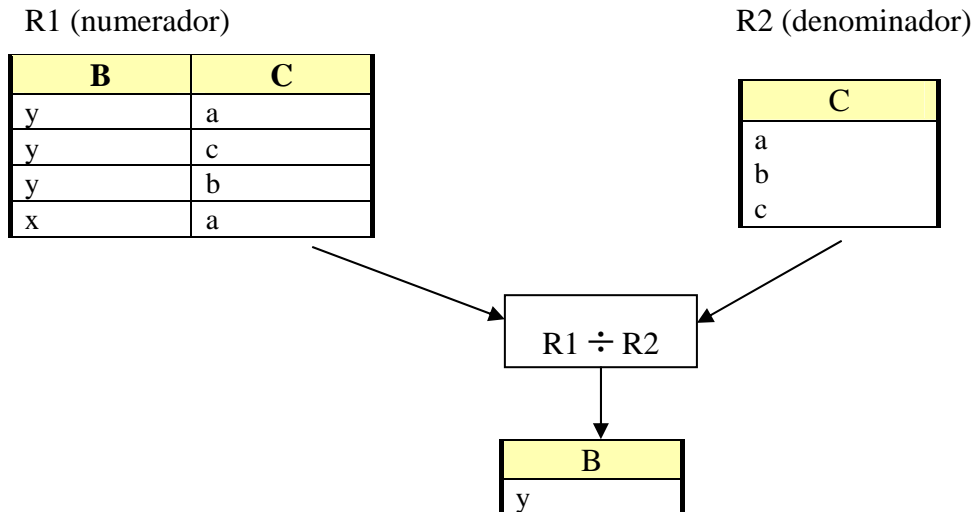 R1 (numerador)
R2 (denominador)
B C
y a
y c
y b
x a
C
a
b
c
R1 ÷ R2
B
y